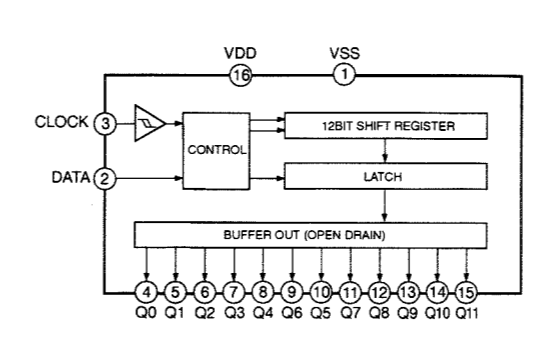 VDD VSS
16 1
CLOCK 3 12BIT SHIFT REGISTER
CONTROL
DATA 2 LATCH
BUFFER OUT (OPEN DRAIN)
4 5 6 7 8 9 10 11 12 13 14 15
Q0 Q1 Q2 Q3 Q4 Q6 Q5 Q7 Q8 Q9 Q10 Q11